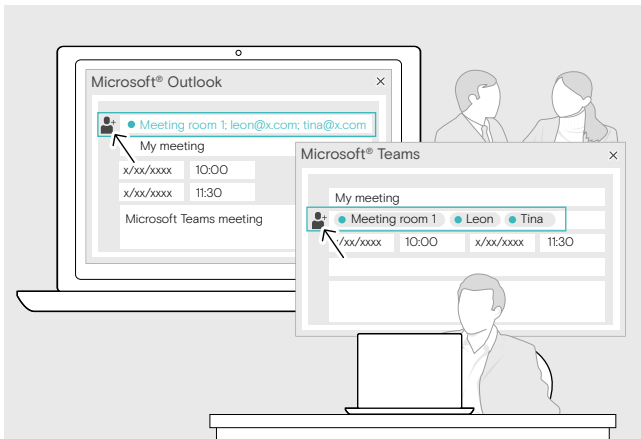 Microsoft® Outlook
Meeting room 1; leon@x.com; tina@x.com
My meeting
x/xx/xxxx 10:00
x/xx/xxxx 11:30
Microsoft Teams meeting
Microsoft® Teams
My meeting
Meeting room 1 Leon Tina
/xx/xxxx 10:00 x/xx/xxxx 11:30